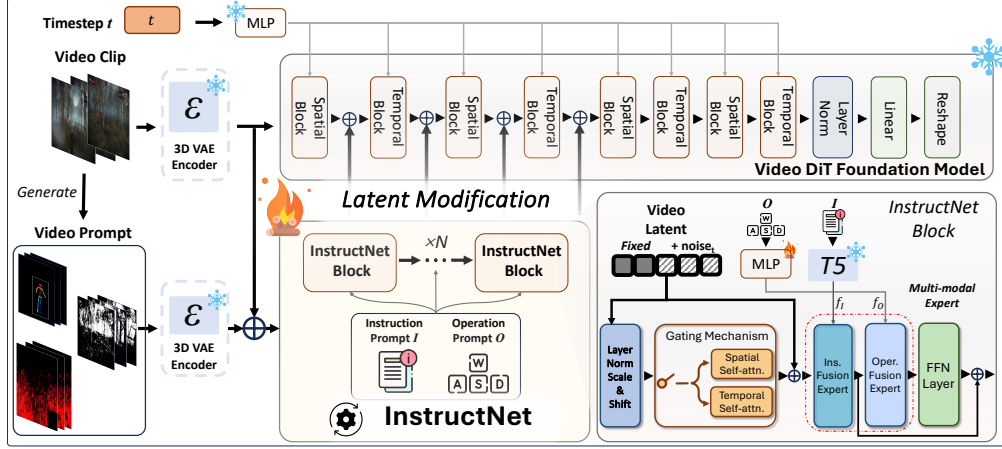 Timestep t
t
MLP
Video Clip
ε
3D VAE
Encoder
Generate
Video Prompt
ε
3D VAE
Encoder
Spatial
Block
Temporal
Block
Spatial
Block
Temporal
Block
Spatial
Block
Temporal
Block
Spatial
Block
Temporal
Block
Layer
Norm
Linear
Reshape
Video DiT Foundation Model
Latent Modification
InstructNet
Block
×N
InstructNet
Block
Instruction
Prompt I
i
Operation
Prompt O
W
A S D
InstructNet
InstructNet
Block
Video
Latent
Fixed
+ noise
O
W
A S D
MLP
I
i
T5
f_I
f_O
Multi-modal
Expert
Layer
Norm
Scale
&
Shift
Gating Mechanism
Spatial
Self-attn.
Temporal
Self-attn.
Ins.
Fusion
Expert
Oper.
Fusion
Expert
FFN
Layer